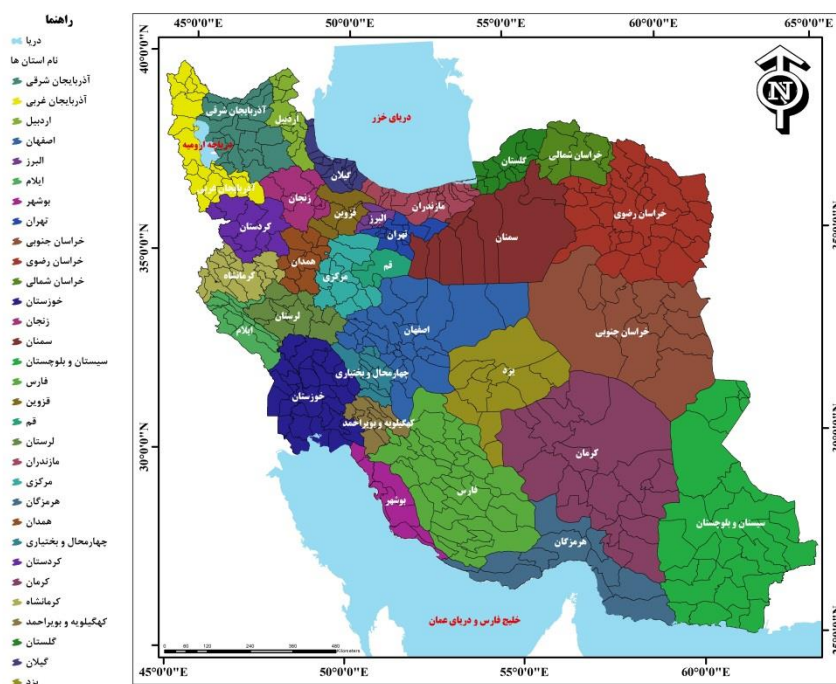 راهنما
دریا
نام استان ها
آذربایجان شرقی
آذربایجان غربی
اردبیل
اصفهان
البرز
ایلام
بوشهر
تهران
خراسان جنوبی
خراسان رضوی
خراسان شمالی
خوزستان
زنجان
سمنان
سیستان و بلوچستان
فارس
قزوین
قم
لرستان
مازندران
مرکزی
هرمزگان
همدان
چهارمحال و بختیاری
کردستان
کرمان
کرمانشاه
کهگیلویه و بویراحمد
گلستان
گیلان
یزد
45°0'0"N 50°0'0"N 55°0'0"N 60°0'0"N 65°0'0"N
40°0'0"N
35°0'0"N
30°0'0"N
N
دریای خزر
آذربایجان شرقی
اردبیل
دریاچه ارومیه
گیلان
آذربایجان غربی
زنجان
قزوین
البرز
مازندران
تهران
گلستان
خراسان شمالی
خراسان رضوی
سمنان
کردستان
همدان
مرکزی
قم
کرمانشاه
لرستان
ایلام
اصفهان
خراسان جنوبی
یزد
چهارمحال و بختیاری
خوزستان
کهگیلویه و بویراحمد
کرمان
فارس
بوشهر
سیستان و بلوچستان
هرمزگان
خلیج فارس و دریای عمان
0 60 120 240 360 480
Kilometers
45°0'0"N 50°0'0"N 55°0'0"N 60°0'0"N